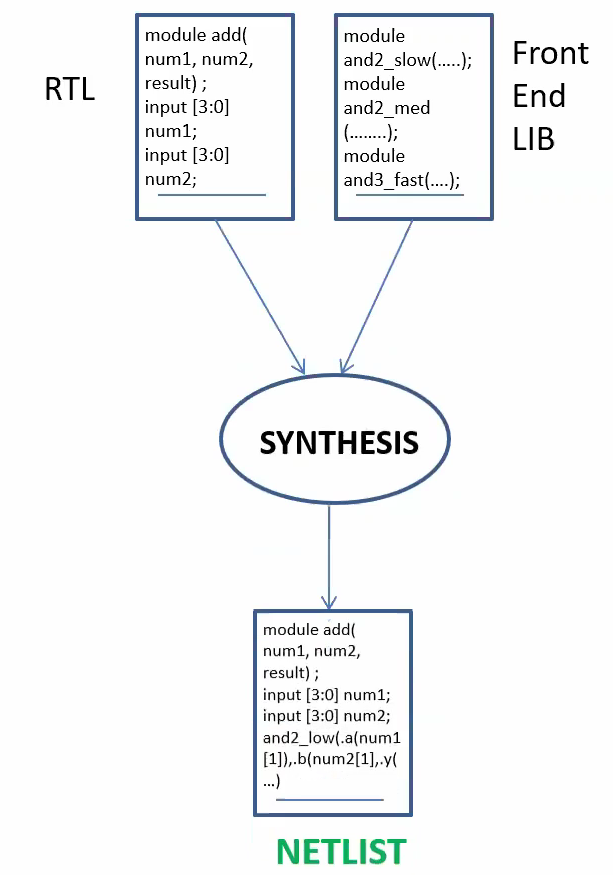 RTL
module add(
num1, num2,
result) ;
input [3:0]
num1;
input [3:0]
num2;
module
and2_slow(…..);
module
and2_med
(……..);
module
and3_fast(….);
Front
End
LIB
SYNTHESIS
module add(
num1, num2,
result) ;
input [3:0] num1;
input [3:0] num2;
and2_low(.a(num1
[1]),.b(num2[1],.y(
…)
NETLIST